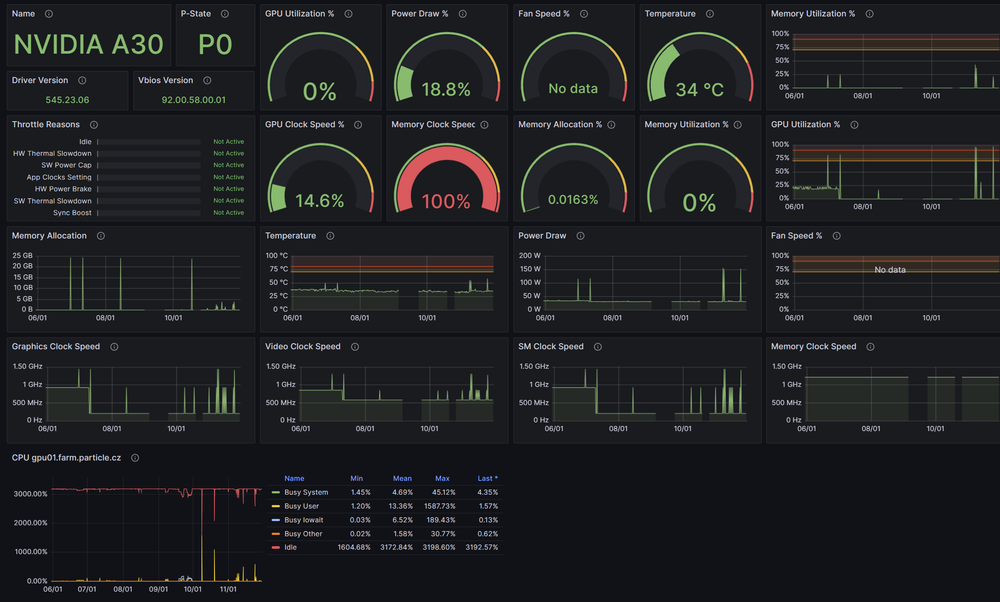 Name
NVIDIA A30
P-State
P0
GPU Utilization %
0%
Power Draw %
18.8%
Fan Speed %
No data
Temperature
34 °C
Memory Utilization %
100%
75%
50%
25%
0%
06/01 08/01 10/01
Driver Version
545.23.06
Vbios Version
92.00.58.00.01
Throttle Reasons
Idle Not Active
HW Thermal Slowdown Not Active
SW Power Cap Not Active
App Clocks Setting Not Active
HW Power Brake Not Active
SW Thermal Slowdown Not Active
Sync Boost Not Active
GPU Clock Speed %
14.6%
Memory Clock Speed
100%
Memory Allocation %
0.0163%
Memory Utilization %
0%
GPU Utilization %
100%
75%
50%
25%
0%
06/01 08/01 10/01
Memory Allocation
25 GB
20 GB
15 GB
10 GB
5 GB
0 B
06/01 08/01 10/01
Temperature
100 °C
75 °C
50 °C
25 °C
0 °C
06/01 08/01 10/01
Power Draw
200 W
150 W
100 W
50 W
0 W
06/01 08/01 10/01
Fan Speed %
100%
75%
No data
50%
25%
0%
06/01 08/01 10/01
Graphics Clock Speed
1.50 GHz
1 GHz
500 MHz
0 Hz
06/01 08/01 10/01
Video Clock Speed
1.50 GHz
1 GHz
500 MHz
0 Hz
06/01 08/01 10/01
SM Clock Speed
1.50 GHz
1 GHz
500 MHz
0 Hz
06/01 08/01 10/01
Memory Clock Speed
1.50 GHz
1 GHz
500 MHz
0 Hz
06/01 08/01 10/01
CPU gpu01.farm.particle.cz
3000.00%
2000.00%
1000.00%
0.00%
06/01 07/01 08/01 09/01 10/01 11/01
Name Min Mean Max Last *
Busy System 1.45% 4.69% 45.12% 4.35%
Busy User 1.20% 13.36% 1587.73% 1.57%
Busy Iowait 0.03% 6.52% 189.43% 0.13%
Busy Other 0.02% 1.58% 30.77% 0.62%
Idle 1604.68% 3172.84% 3198.60% 3192.57%